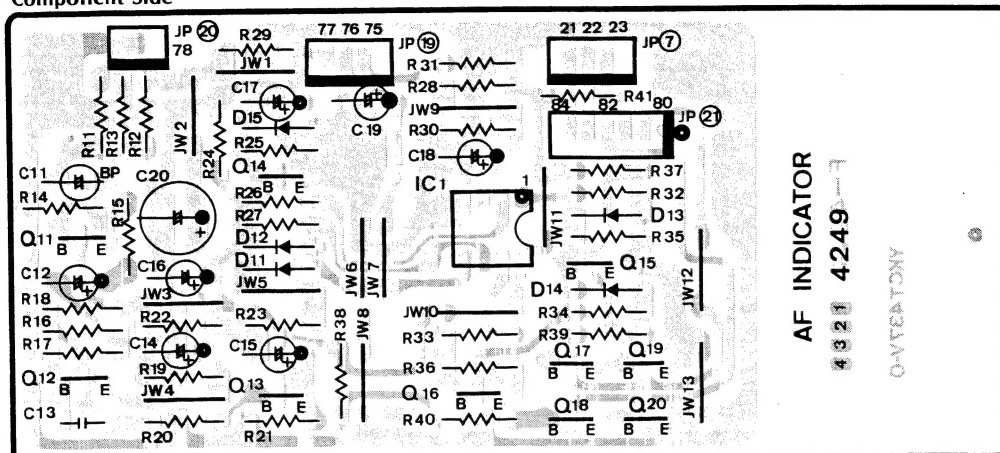 Component Side
JP 20
78
R29
JW1
77 76 75
JP 19
R31
R28
JW9
R30
C18
21 22 23
JP 7
R41
84 82 80
JP 21
C17
D15
R25
Q14
B E
C19
R11
R13
R12
JW2
R24
C11
BP
C20
R14
R15
Q11
B E
R26
R27
D12
D11
JW5
IC1
1
JW11
R37
R32
D13
R35
Q15
B E
D14
R34
R39
JW12
C12
C16
JW3
R18
R16
R17
R22
R23
C14
C15
R19
JW4
Q12
B E
Q13
B E
C13
R20
R21
JW6
JW7
R38
JW8
JW10
R33
R36
Q16
B E
R40
Q17
B E
Q19
B E
Q18
B E
Q20
B E
JW13
AF INDICATOR
4 3 2 1 4249
YKCT437V-0